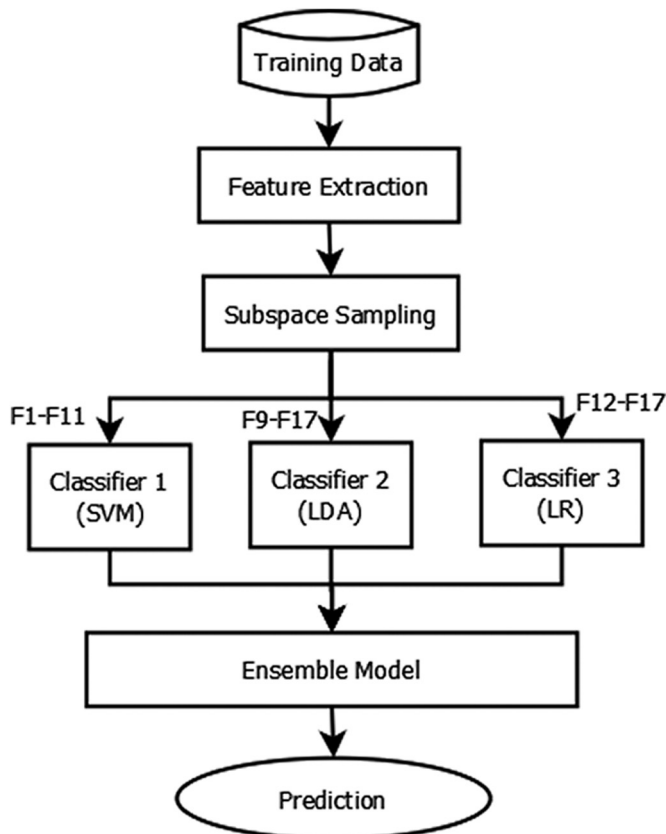 Training Data
Feature Extraction
Subspace Sampling
F1-F11
F9-F17
F12-F17
Classifier 1
(SVM)
Classifier 2
(LDA)
Classifier 3
(LR)
Ensemble Model
Prediction